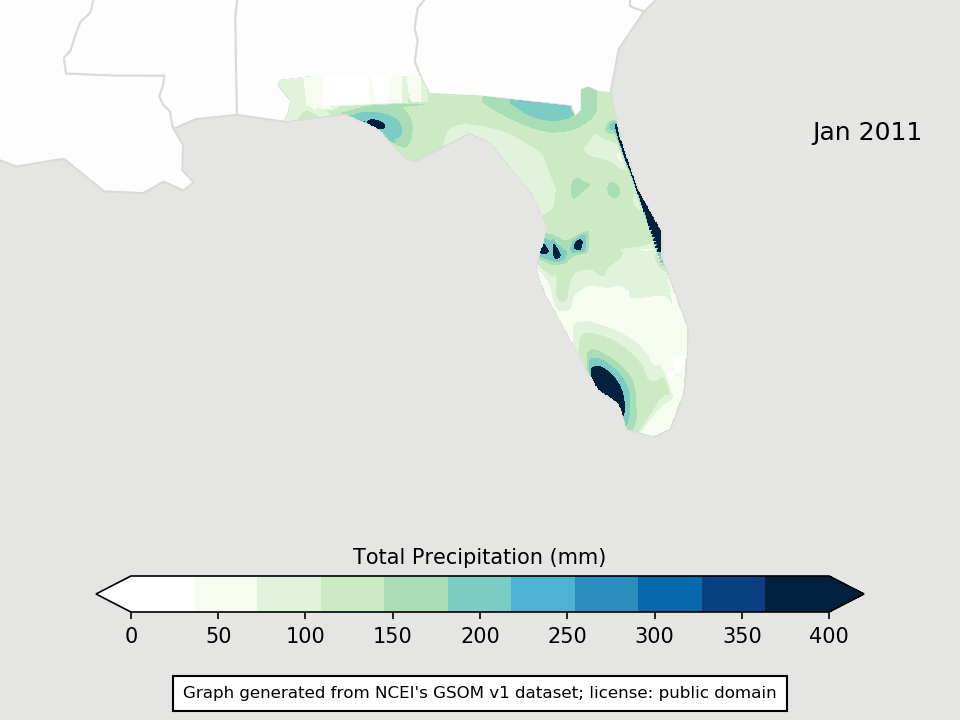 Jan 2011
Total Precipitation (mm)
0 50 100 150 200 250 300 350 400
Graph generated from NCEI's GSOM v1 dataset; license: public domain